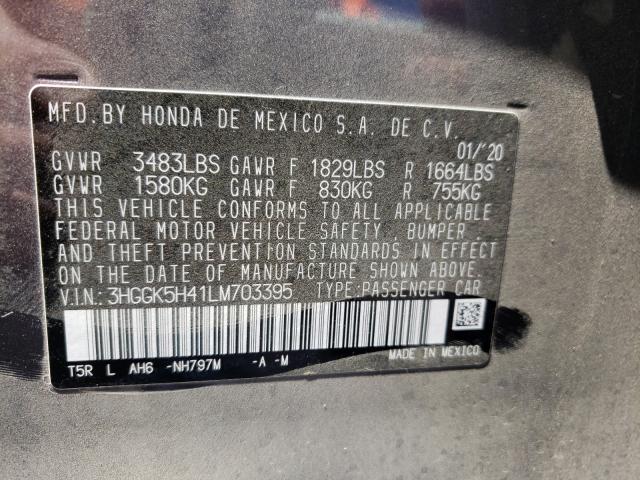 MFD.BY HONDA DE MEXICO S.A. DE C.V.
01/'20
GVWR 3483LBS GAWR F 1829LBS R 1664LBS
GVWR 1580KG GAWR F 830KG R 755KG
THIS VEHICLE CONFORMS TO ALL APPLICABLE
FEDERAL MOTOR VEHICLE SAFETY, BUMPER
AND THEFT PREVENTION STANDARDS IN EFFECT
ON THE DATE OF MANUFACTURE SHOWN ABOVE.
V.IN.: 3HGGK5H41LM703395 TYPE:PASSENGER CAR
T5R L AH6 -NH797M -A -M
MADE IN MEXICO